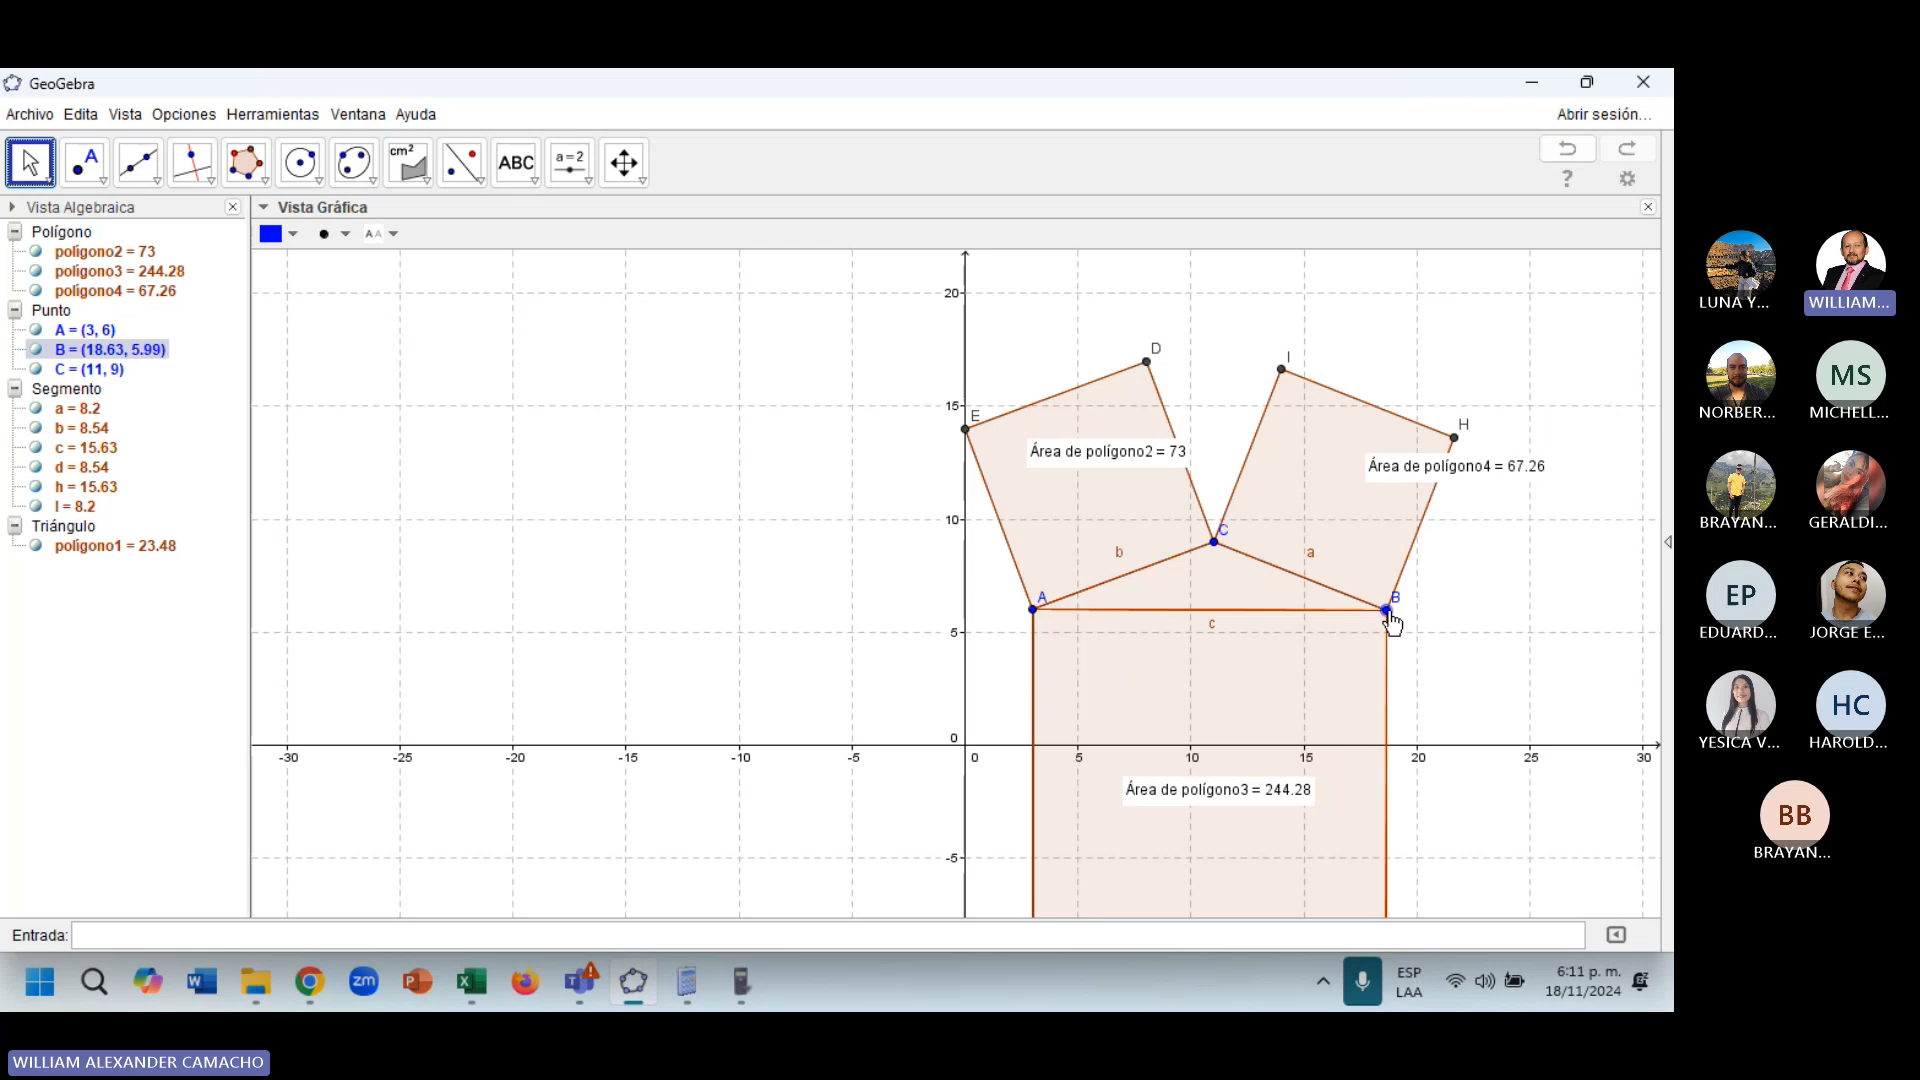 GeoGebra
Archivo Edita Vista Opciones Herramientas Ventana Ayuda
Abrir sesión...
A
cm²
ABC
a=2
?
Vista Algebraica
Vista Gráfica
A A
Polígono
polígono2 = 73
polígono3 = 244.28
polígono4 = 67.26
Punto
A = (3, 6)
B = (18.63, 5.99)
C = (11, 9)
Segmento
a = 8.2
b = 8.54
c = 15.63
d = 8.54
h = 15.63
l = 8.2
Triángulo
polígono1 = 23.48
20
D
I
15
E
H
Área de polígono2 = 73
Área de polígono4 = 67.26
10
C
b
a
A
B
c
5
0
-30 -25 -20 -15 -10 -5 0 5 10 15 20 25 30
Área de polígono3 = 244.28
-5
Entrada:
zm
ESP
LAA
6:11 p. m.
18/11/2024
LUNA Y...
WILLIAM...
NORBER...
MS
MICHELL...
BRAYAN...
GERALDI...
EP
EDUARD...
JORGE E...
YESICA V...
HC
HAROLD...
BB
BRAYAN...
WILLIAM ALEXANDER CAMACHO